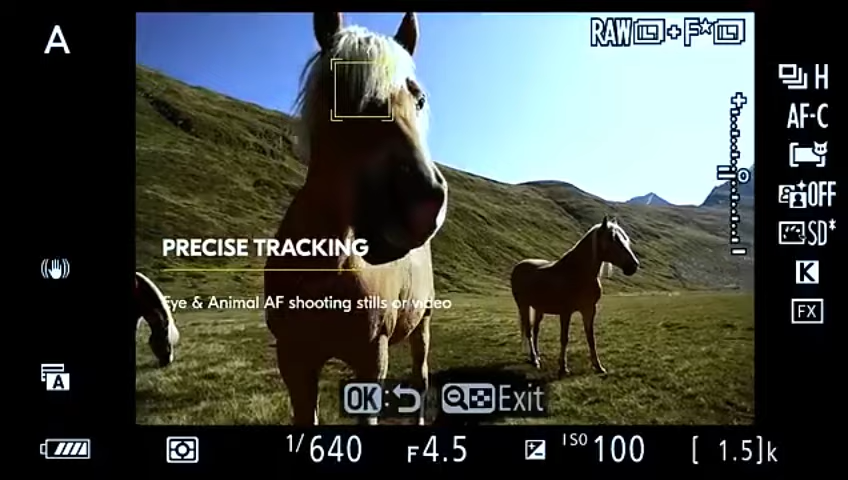 A
RAW L + F★ L
H
AF-C
OFF
SD*
K
FX
PRECISE TRACKING
Eye & Animal AF shooting stills or video
OK : Exit
A
1/640 F4.5 ISO 100 [ 1.5]k